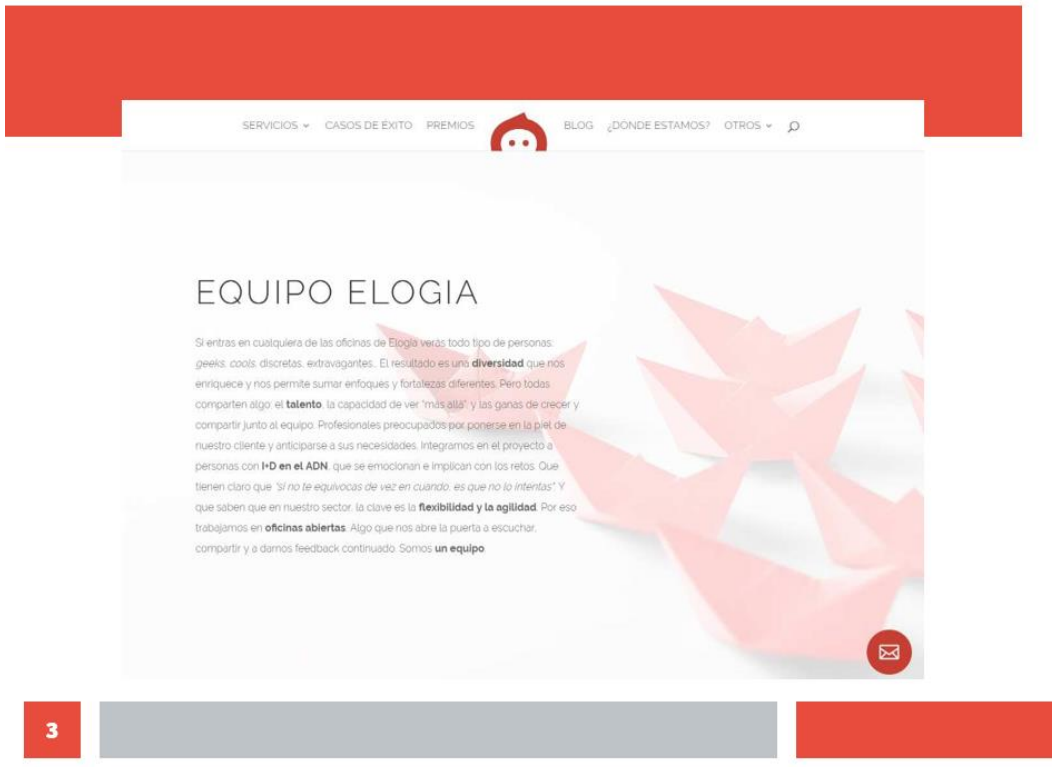 SERVICIOS CASOS DE ÉXITO PREMIOS BLOG ¿DÓNDE ESTAMOS? OTROS
EQUIPO ELOGIA
Si entras en cualquiera de las oficinas de Elogia verás todo tipo de personas:
geeks, cools, discretas, extravagantes... El resultado es una diversidad que nos
enriquece y nos permite sumar enfoques y fortalezas diferentes. Pero todas
comparten algo: el talento, la capacidad de ver "más allá" y las ganas de crecer y
compartir junto al equipo. Profesionales preocupados por ponerse en la piel de
nuestro cliente y anticiparse a sus necesidades. Integramos en el proyecto a
personas con I+D en el ADN, que se emocionan e implican con los retos. Que
tienen claro que "si no te equivocas de vez en cuando, es que no lo intentas". Y
que saben que en nuestro sector, la clave es la flexibilidad y la agilidad. Por eso
trabajamos en oficinas abiertas. Algo que nos abre la puerta a escuchar,
compartir y a darnos feedback continuado. Somos un equipo.
3